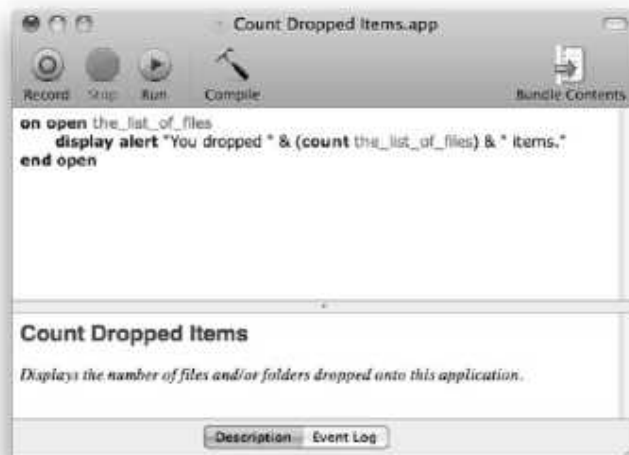 Count Dropped Items.app
Record Stop Run Compile Bundle Contents
on open the_list_of_files
display alert "You dropped " & (count the_list_of_files) & " items."
end open
Count Dropped Items
Displays the number of files and/or folders dropped onto this application.
Description Event Log